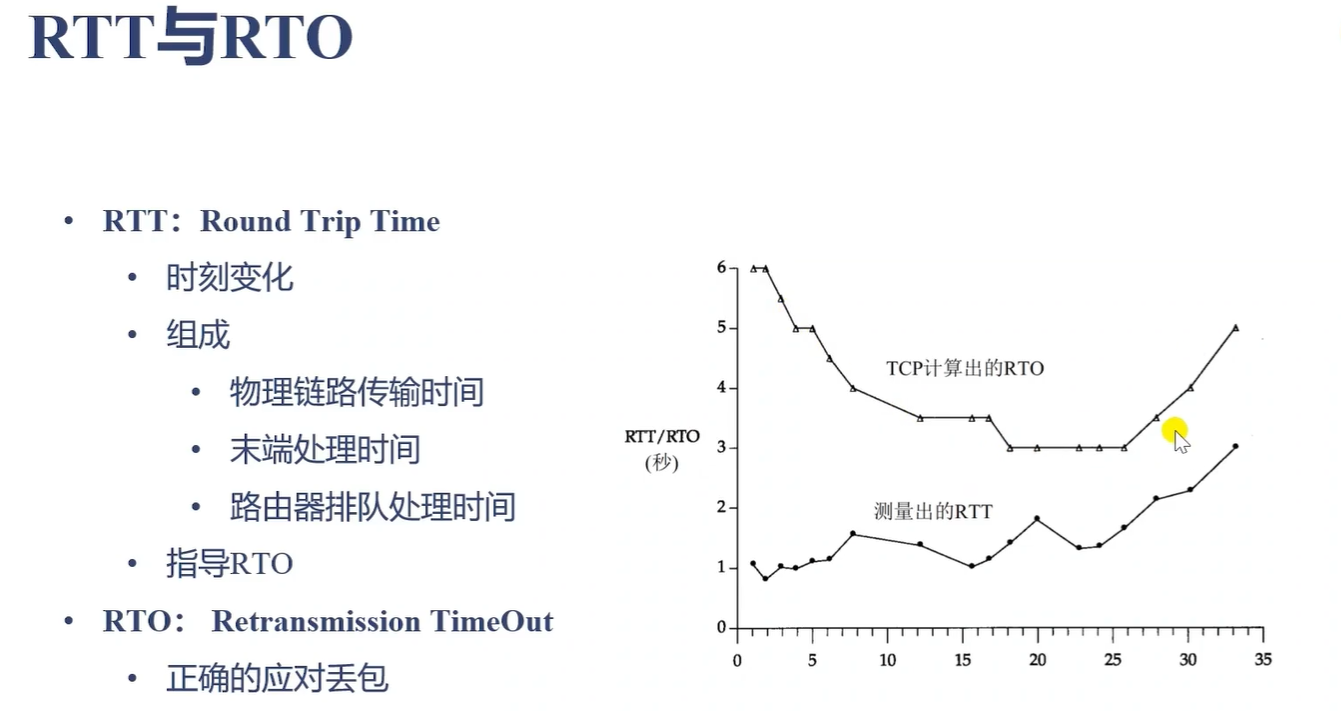 RTT与RTO
• RTT：Round Trip Time
• 时刻变化
• 组成
• 物理链路传输时间
• 末端处理时间
• 路由器排队处理时间
• 指导RTO
• RTO： Retransmission TimeOut
• 正确的应对丢包
RTT/RTO
(秒)
6
5
4
3
2
1
0
TCP计算出的RTO
测量出的RTT
0 5 10 15 20 25 30 35